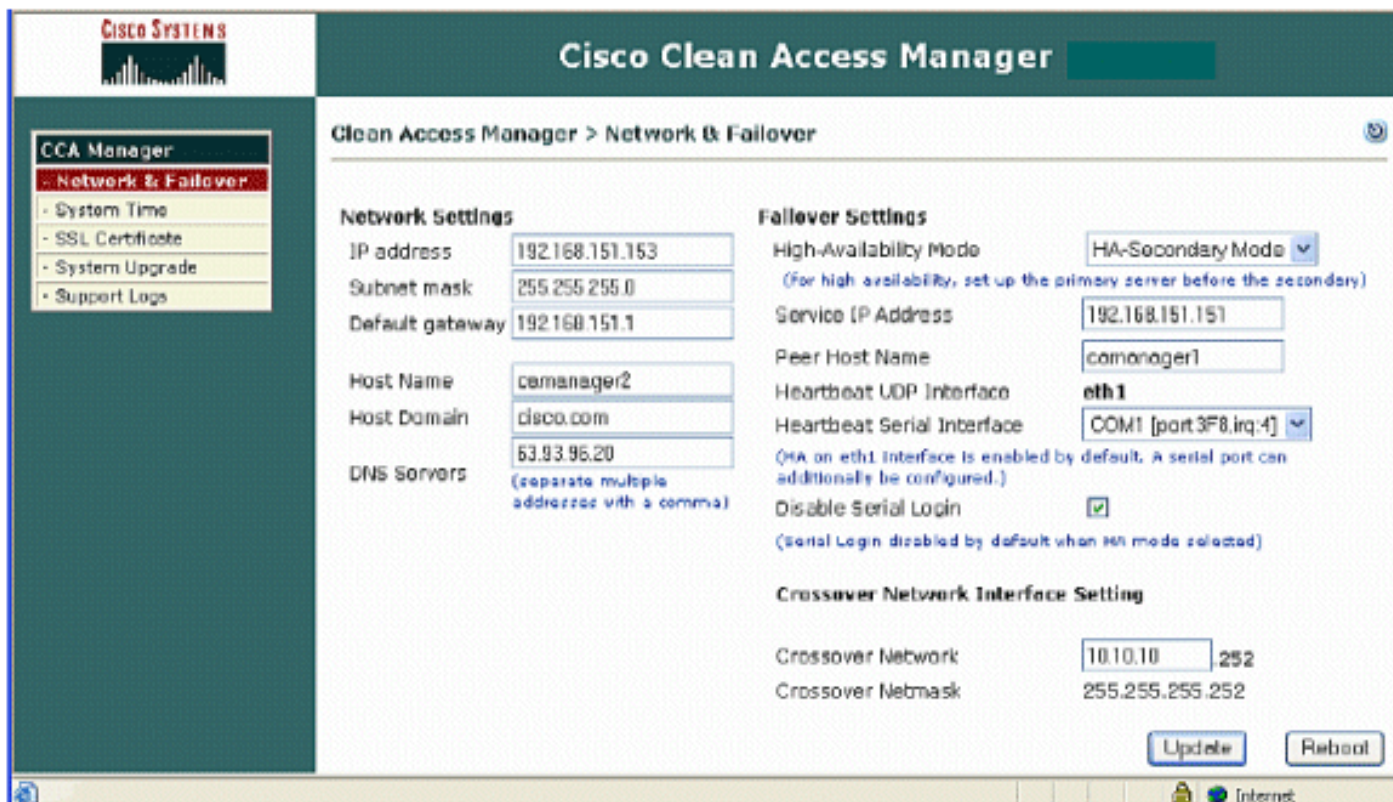 CISCO SYSTEMS
Cisco Clean Access Manager
CCA Manager
- Network & Failover
- System Time
- SSL Certificate
- System Upgrade
- Support Logs
Clean Access Manager > Network & Failover
Network Settings
IP address 192.168.151.153
Subnet mask 255.255.255.0
Default gateway 192.168.151.1
Host Name camanager2
Host Domain cisco.com
DNS Servers 63.93.96.20
(separate multiple
addresses with a comma)
Failover Settings
High-Availability Mode HA-Secondary Mode
(For high availability, set up the primary server before the secondary)
Service IP Address 192.168.151.151
Peer Host Name camanager1
Heartbeat UDP Interface eth1
Heartbeat Serial Interface COM1 [port:3F8,irq:4]
(HA on eth1 interface is enabled by default. A serial port can
additionally be configured.)
Disable Serial Login
(Serial Login disabled by default when HA mode selected)
Crossover Network Interface Setting
Crossover Network 10.10.10 .252
Crossover Netmask 255.255.255.252
Update Reboot
Internet